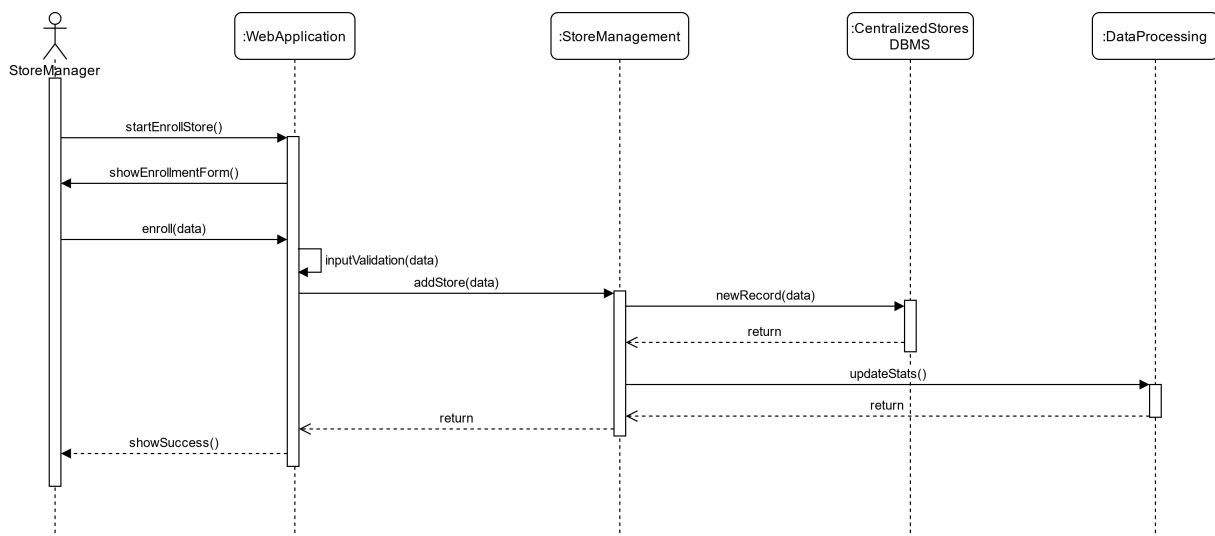 :WebApplication
:StoreManagement
:CentralizedStores
DBMS
:DataProcessing
StoreManager
startEnrollStore()
showEnrollmentForm()
enroll(data)
inputValidation(data)
addStore(data)
newRecord(data)
return
updateStats()
return
return
showSuccess()